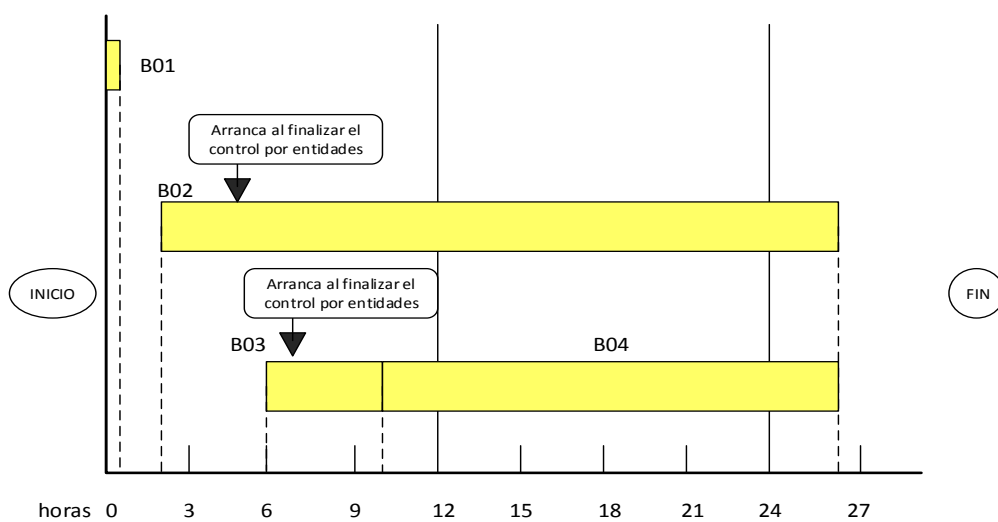 B01
Arranca al finalizar el
control por entidades
B02
Arranca al finalizar el
control por entidades
INICIO
FIN
B03
B04
horas 0 3 6 9 12 15 18 21 24 27